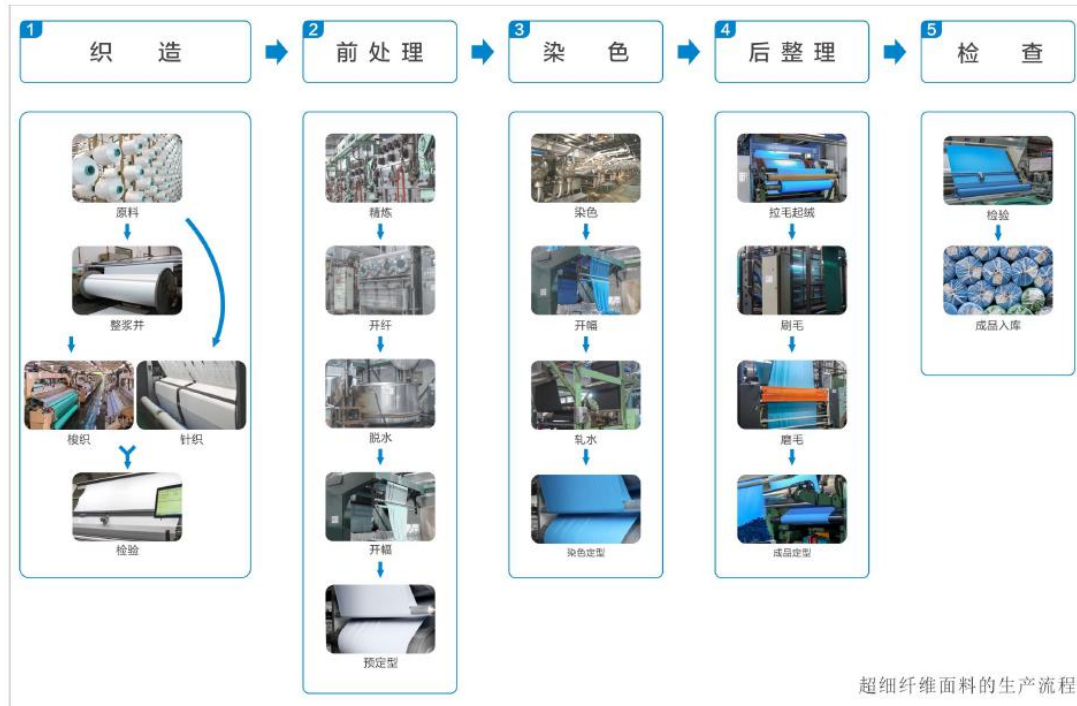 1
织 造
2
前 处 理
3
染 色
4
后 整 理
5
检 查
原料
整浆并
梭织
针织
检验
精炼
开纤
脱水
开幅
预定型
染色
开幅
轧水
染色定型
拉毛起绒
刷毛
磨毛
成品定型
检验
成品入库
超细纤维面料的生产流程